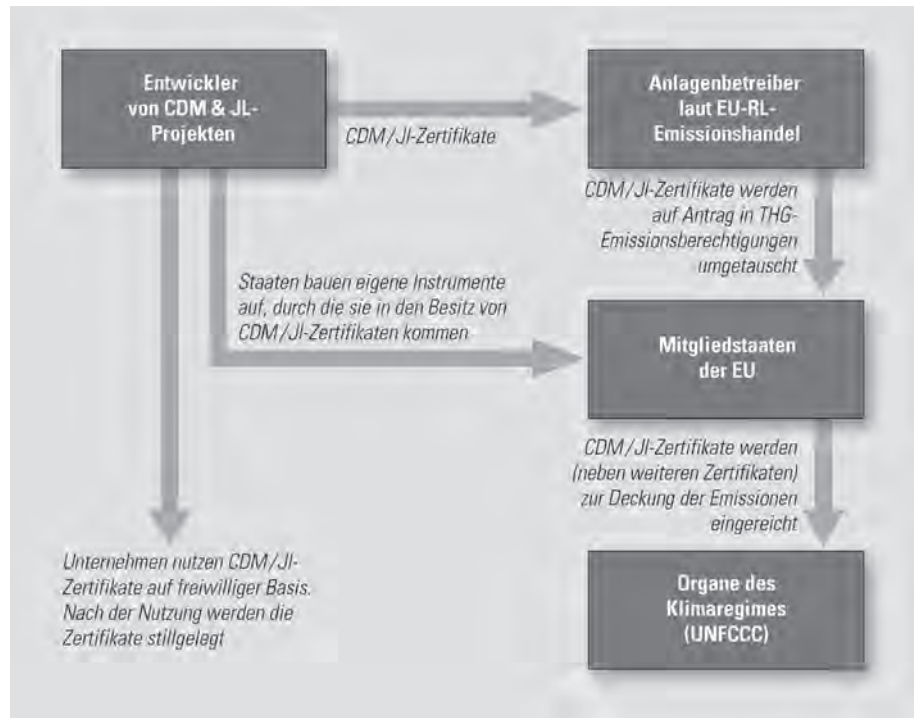 Entwickler
von CDM & JL-
Projekten
CDM/JI-Zertifikate
Anlagenbetreiber
laut EU-RL-
Emissionshandel
CDM/JI-Zertifikate werden
auf Antrag in THG-
Emissionsberechtigungen
umgetauscht
Staaten bauen eigene Instrumente
auf, durch die sie in den Besitz von
CDM/JI-Zertifikaten kommen
Mitgliedstaaten
der EU
CDM/JI-Zertifikate werden
(neben weiteren Zertifikaten)
zur Deckung der Emissionen
eingereicht
Unternehmen nutzen CDM/JI-
Zertifikate auf freiwilliger Basis.
Nach der Nutzung werden die
Zertifikate stillgelegt
Organe des
Klimaregimes
(UNFCCC)